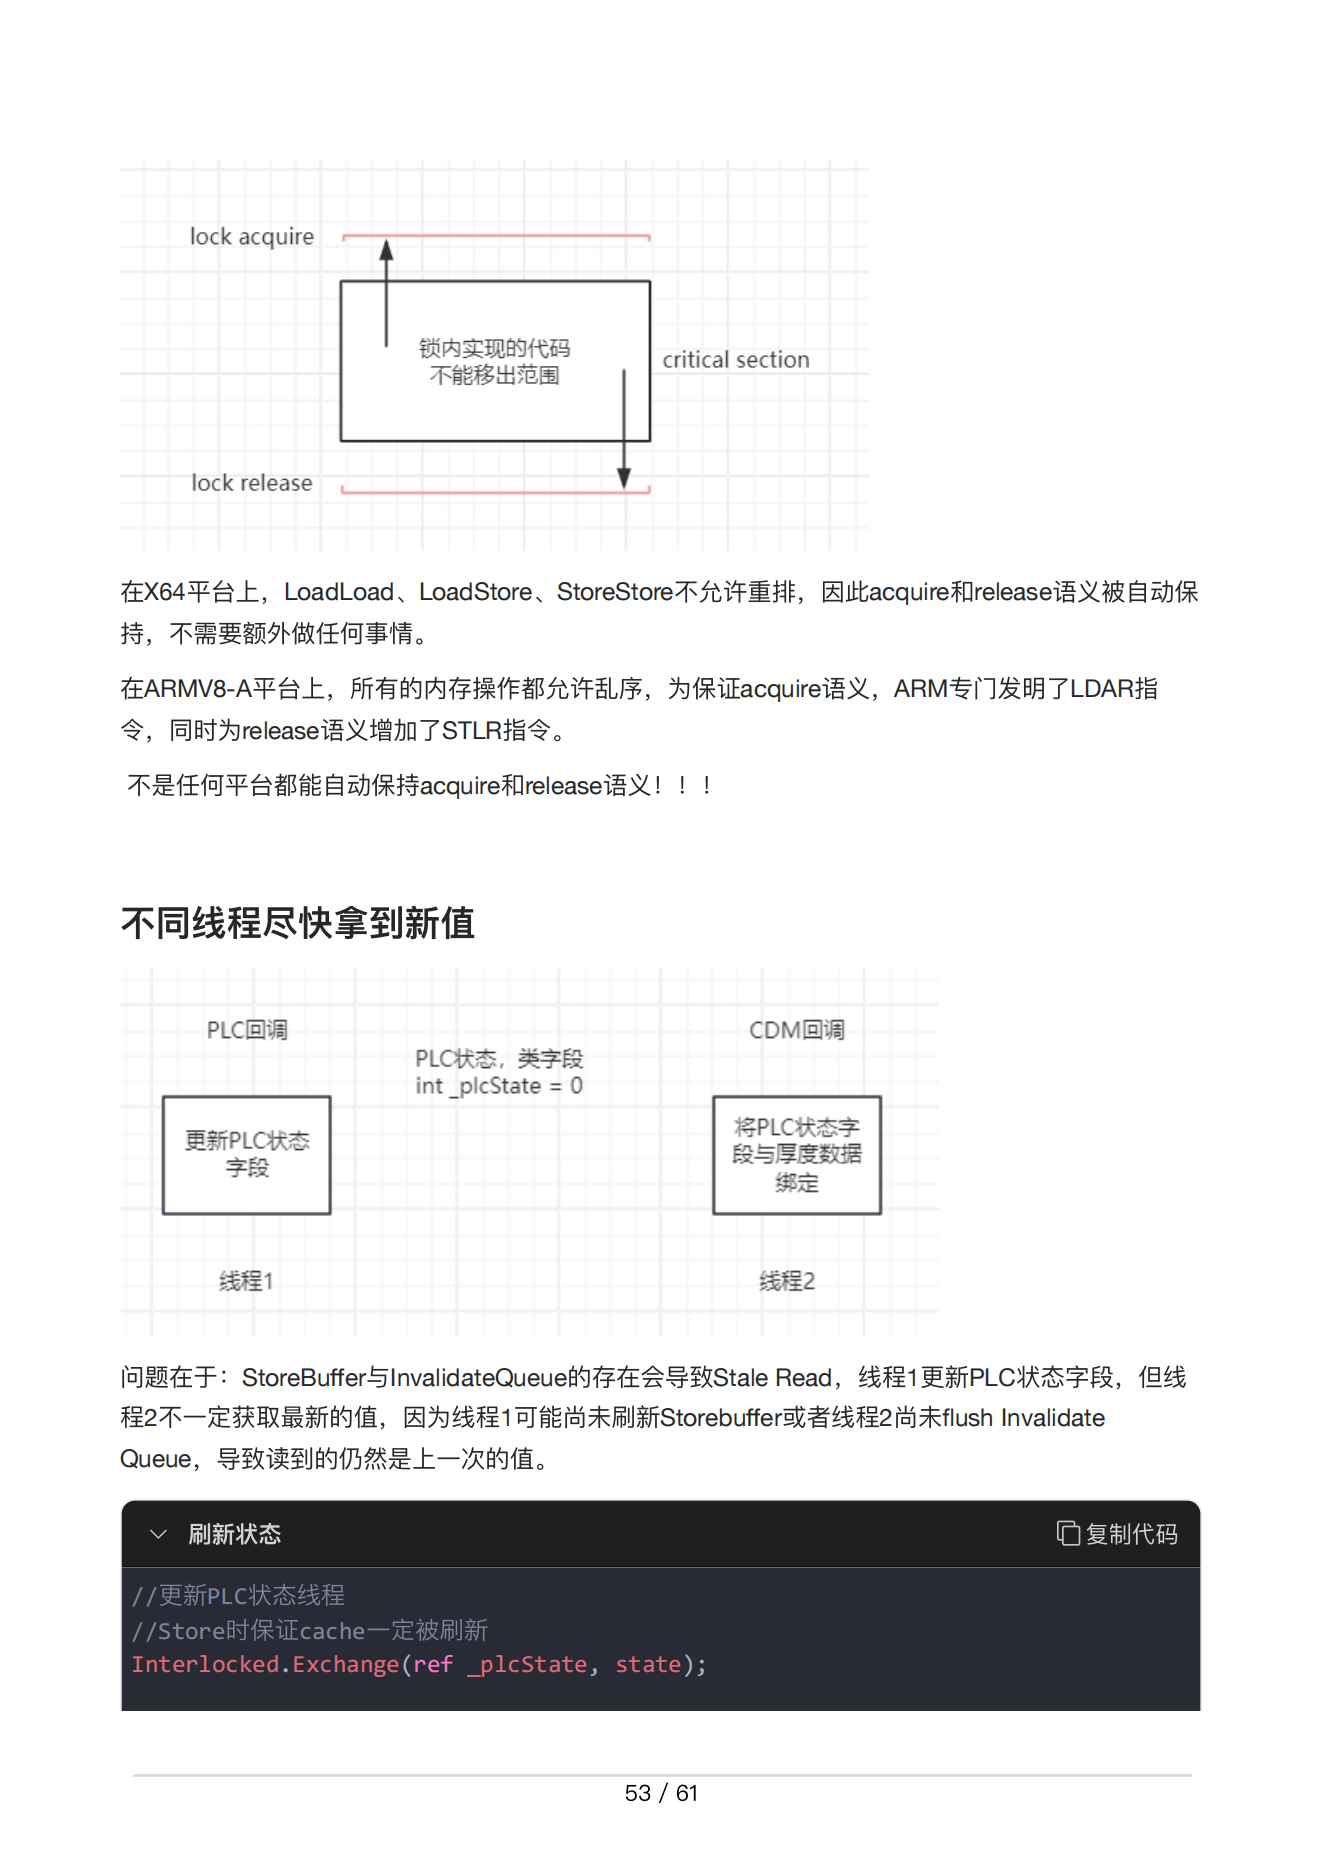 lock acquire
锁内实现的代码
不能移出范围
critical section
lock release
在X64平台上，LoadLoad、LoadStore、StoreStore不允许重排，因此acquire和release语义被自动保
持，不需要额外做任何事情。
在ARMV8-A平台上，所有的内存操作都允许乱序，为保证acquire语义，ARM专门发明了LDAR指
令，同时为release语义增加了STLR指令。
不是任何平台都能自动保持acquire和release语义！！！
不同线程尽快拿到新值
PLC回调
CDM回调
PLC状态，类字段
int _plcState = 0
更新PLC状态
字段
将PLC状态字
段与厚度数据
绑定
线程1
线程2
问题在于：StoreBuffer与InvalidateQueue的存在会导致Stale Read，线程1更新PLC状态字段，但线
程2不一定获取最新的值，因为线程1可能尚未刷新Storebuffer或者线程2尚未flush Invalidate
Queue，导致读到的仍然是上一次的值。
刷新状态
复制代码
//更新PLC状态线程
//Store时保证cache一定被刷新
Interlocked.Exchange(ref _plcState, state);
53 / 61